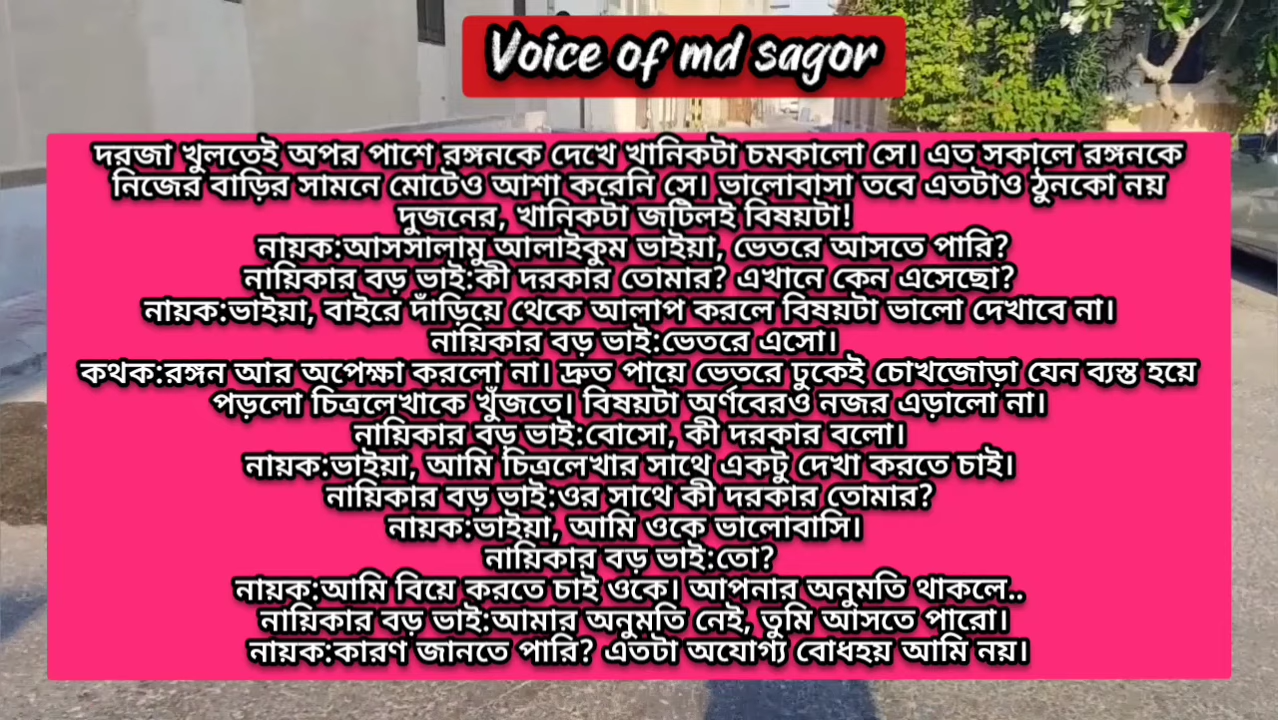 Voice of md sagor
দরজা খুলতেই অপর পাশে রঙ্গনকে দেখে খানিকটা চমকালো সে। এত সকালে রঙ্গনকে
নিজের বাড়ির সামনে মোটেও আশা করেনি সে। ভালোবাসা তবে এতটাও ঠুনকো নয়
দুজনের, খানিকটা জটিলই বিষয়টা!
নায়ক:আসসালামু আলাইকুম ভাইয়া, ভেতরে আসতে পারি?
নায়িকার বড় ভাই:কী দরকার তোমার? এখানে কেন এসেছো?
নায়ক:ভাইয়া, বাইরে দাঁড়িয়ে থেকে আলাপ করলে বিষয়টা ভালো দেখাবে না।
নায়িকার বড় ভাই:ভেতরে এসো।
কথক:রঙ্গন আর অপেক্ষা করলো না। দ্রুত পায়ে ভেতরে ঢুকেই চোখজোড়া যেন ব্যস্ত হয়ে
পড়লো চিত্রলেখাকে খুঁজতে। বিষয়টা অর্ণবেরও নজর এড়ালো না।
নায়িকার বড় ভাই:বোসো, কী দরকার বলো।
নায়ক:ভাইয়া, আমি চিত্রলেখার সাথে একটু দেখা করতে চাই।
নায়িকার বড় ভাই:ওর সাথে কী দরকার তোমার?
নায়ক:ভাইয়া, আমি ওকে ভালোবাসি।
নায়িকার বড় ভাই:তো?
নায়ক:আমি বিয়ে করতে চাই ওকে। আপনার অনুমতি থাকলে..
নায়িকার বড় ভাই:আমার অনুমতি নেই, তুমি আসতে পারো।
নায়ক:কারণ জানতে পারি? এতটা অযোগ্য বোধহয় আমি নয়।